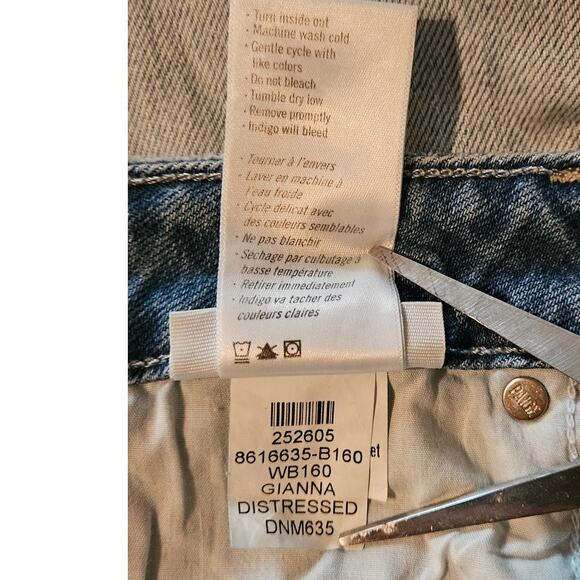 · Turn inside out
· Machine wash cold
· Gentle cycle with
like colors
· Do not bleach
· Tumble dry low
· Remove promptly
· Indigo will bleed
· Tourner à l'envers
· Laver en machine à
l'eau froide
· Cycle délicat avec
des couleurs semblables
· Ne pas blanchir
· Séchage par culbutage à
basse température
· Retirer immédiatement
· Indigo va tacher des
couleurs claires
252605
8616635-B160
WB160
GIANNA
DISTRESSED
DNM635
et
PAIGE